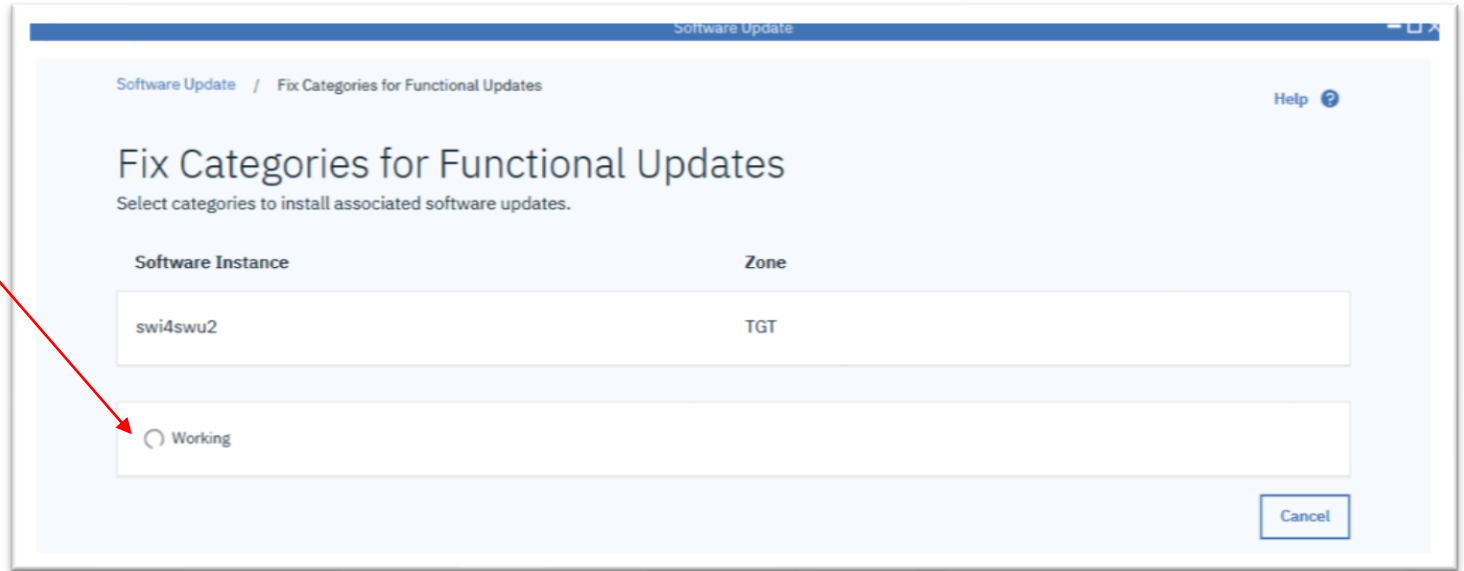 Software Update
Software Update / Fix Categories for Functional Updates
Help
Fix Categories for Functional Updates
Select categories to install associated software updates.
Software Instance Zone
swi4swu2 TGT
Working
Cancel